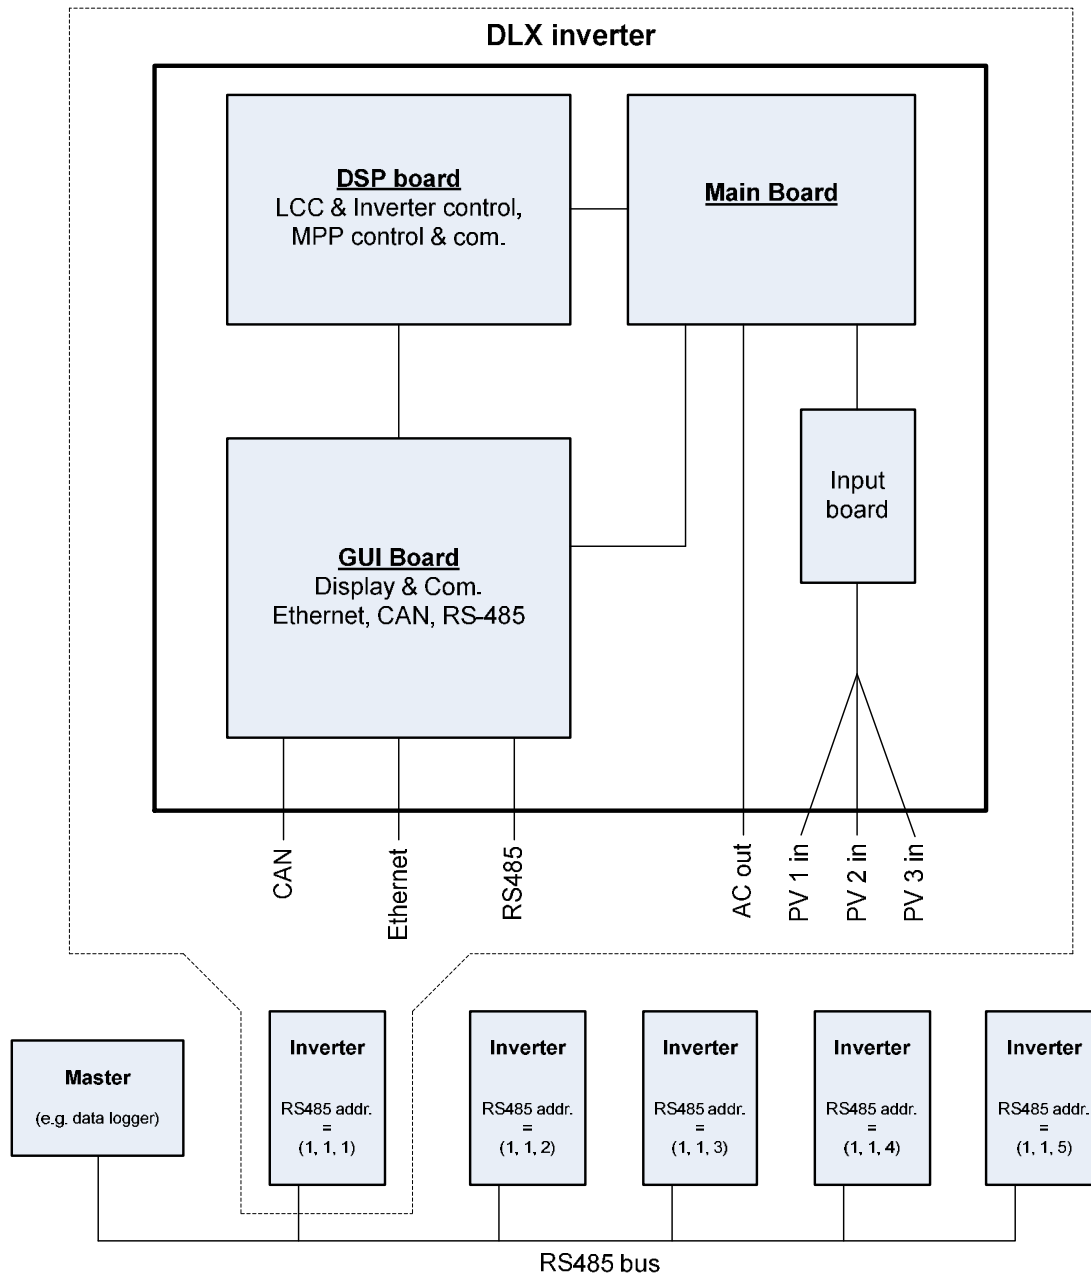 DLX inverter
DSP board
LCC & Inverter control,
MPP control & com.
Main Board
Input
board
GUI Board
Display & Com.
Ethernet, CAN, RS-485
CAN
Ethernet
RS485
AC out
PV 1 in
PV 2 in
PV 3 in
Master
(e.g. data logger)
Inverter
RS485 addr.
=
(1, 1, 1)
Inverter
RS485 addr.
=
(1, 1, 2)
Inverter
RS485 addr.
=
(1, 1, 3)
Inverter
RS485 addr.
=
(1, 1, 4)
Inverter
RS485 addr.
=
(1, 1, 5)
RS485 bus